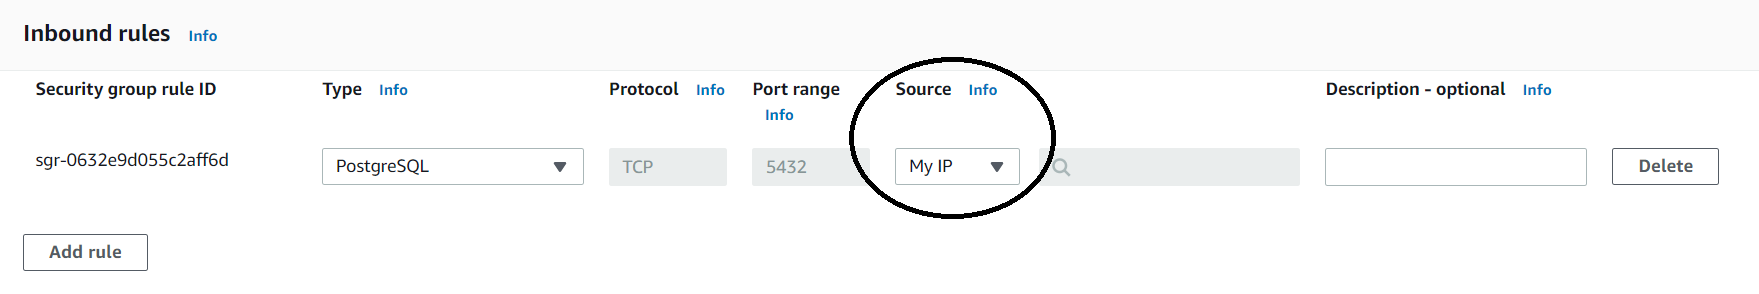 Inbound rules Info
Security group rule ID Type Info Protocol Info Port range Info Source Info Description - optional Info
sgr-0632e9d055c2aff6d PostgreSQL TCP 5432 My IP Delete
Add rule